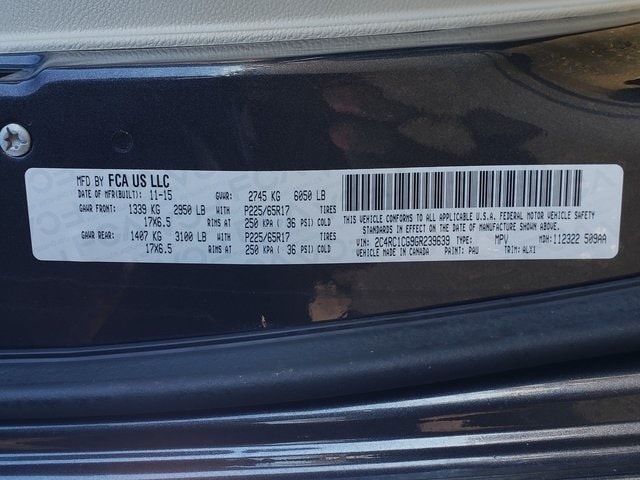 MFD BY FCA US LLC
DATE OF MFR(BUILT): 11-15 GVWR: 2745 KG 6050 LB
GAWR FRONT: 1339 KG 2950 LB WITH P225/65R17 TIRES
17X6.5 RIMS AT 250 KPA ( 36 PSI) COLD
GAWR REAR: 1407 KG 3100 LB WITH P225/65R17 TIRES
17X6.5 RIMS AT 250 KPA ( 36 PSI) COLD
THIS VEHICLE CONFORMS TO ALL APPLICABLE U.S.A. FEDERAL MOTOR VEHICLE SAFETY
STANDARDS IN EFFECT ON THE DATE OF MANUFACTURE SHOWN ABOVE.
VIN: 2C4RC1CG9GR239639 TYPE: MPV MDH: 112322 509AA
VEHICLE MADE IN CANADA PAINT: PAU TRIM: ALX1